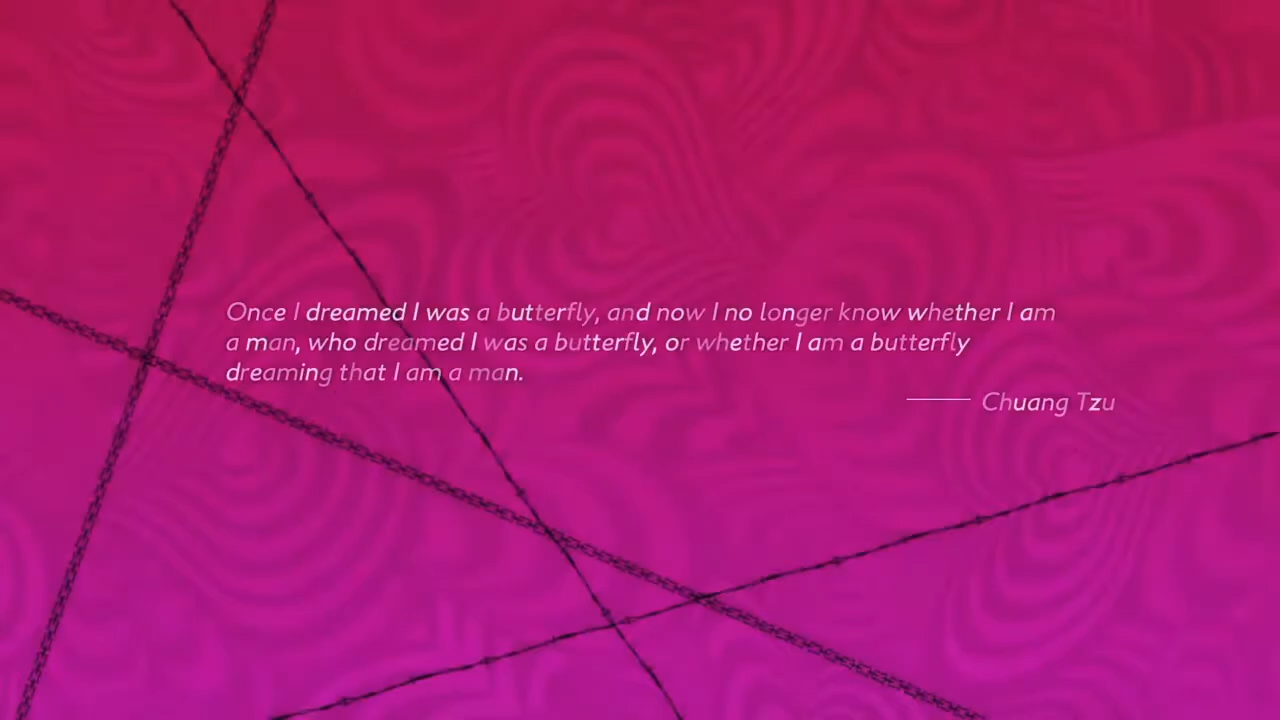 Once I dreamed I was a butterfly, and now I no longer know whether I am
a man, who dreamed I was a butterfly, or whether I am a butterfly
dreaming that I am a man.
Chuang Tzu